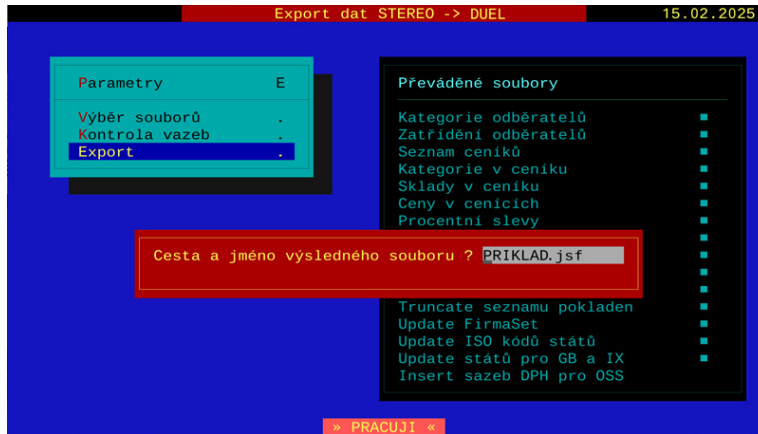 Export dat STEREO -> DUEL 15.02.2025
Parametry E
Výběr souborů .
Kontrola vazeb .
Export .
Převáděné soubory
Kategorie odběratelů ■
Zatřídění odběratelů ■
Seznam ceníků ■
Kategorie v ceníku ■
Sklady v ceníku ■
Ceny v cenících ■
Procentní slevy ■
Cesta a jméno výsledného souboru ? PRIKLAD.jsf
Truncate seznamu pokladen ■
Update FirmaSet ■
Update ISO kódů států ■
Update států pro GB a IX ■
Insert sazeb DPH pro OSS
» PRACUJI «